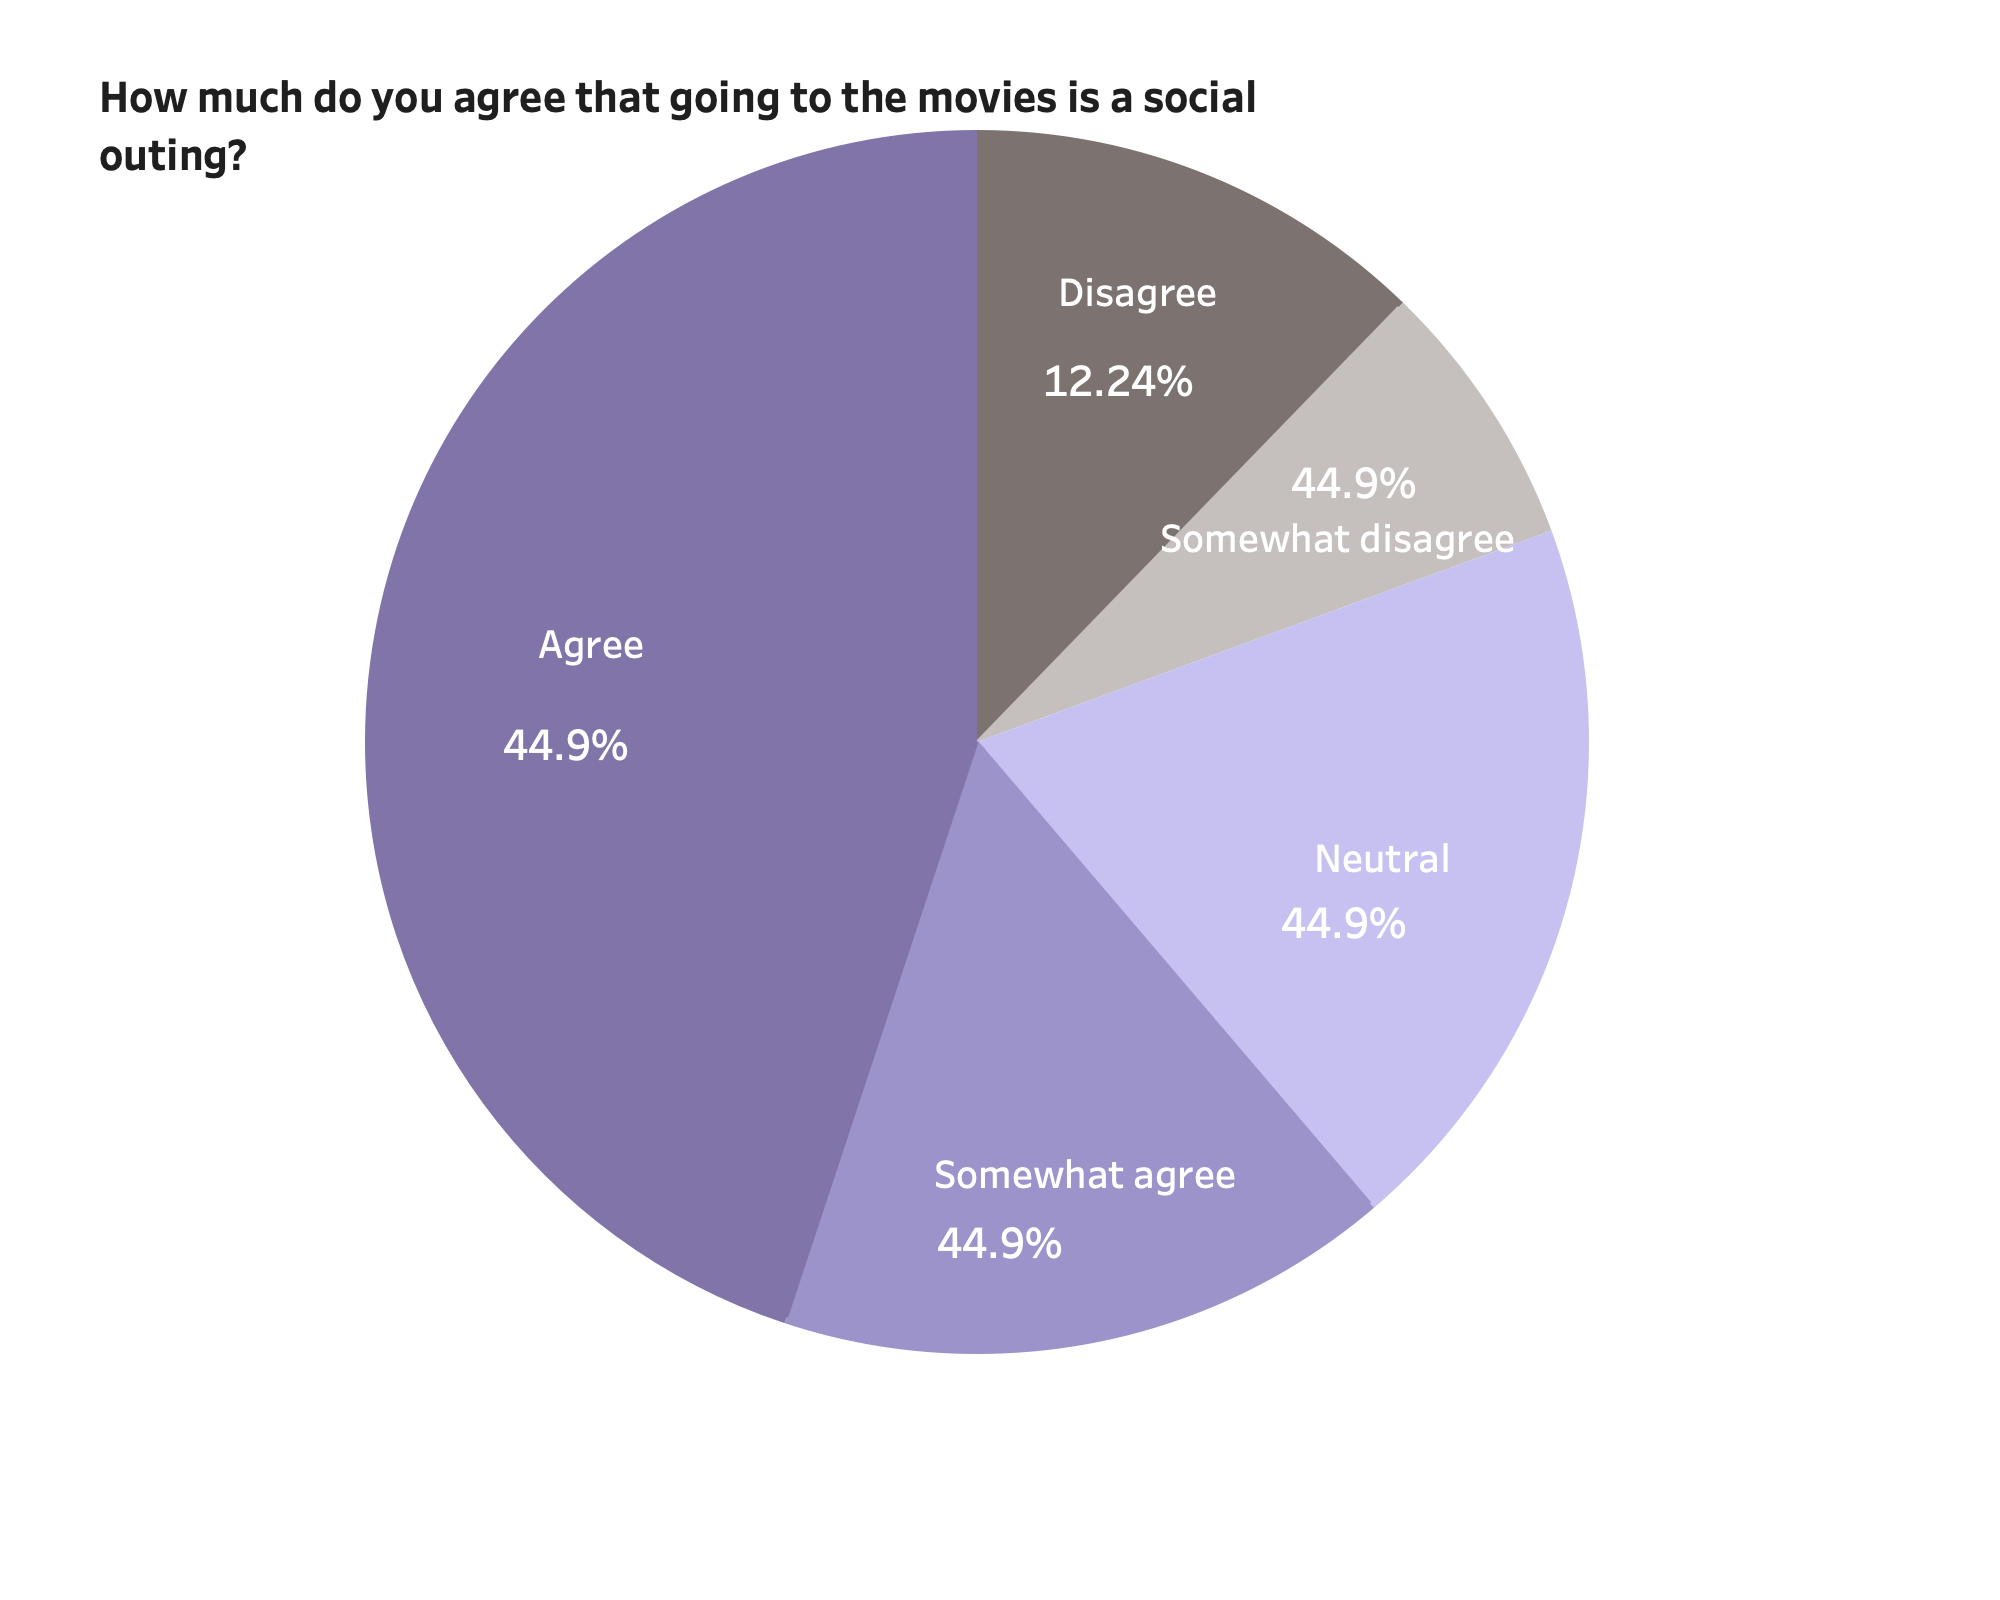 How much do you agree that going to the movies is a social
outing?
Disagree
12.24%
44.9%
Somewhat disagree
Agree
44.9%
Neutral
44.9%
Somewhat agree
44.9%